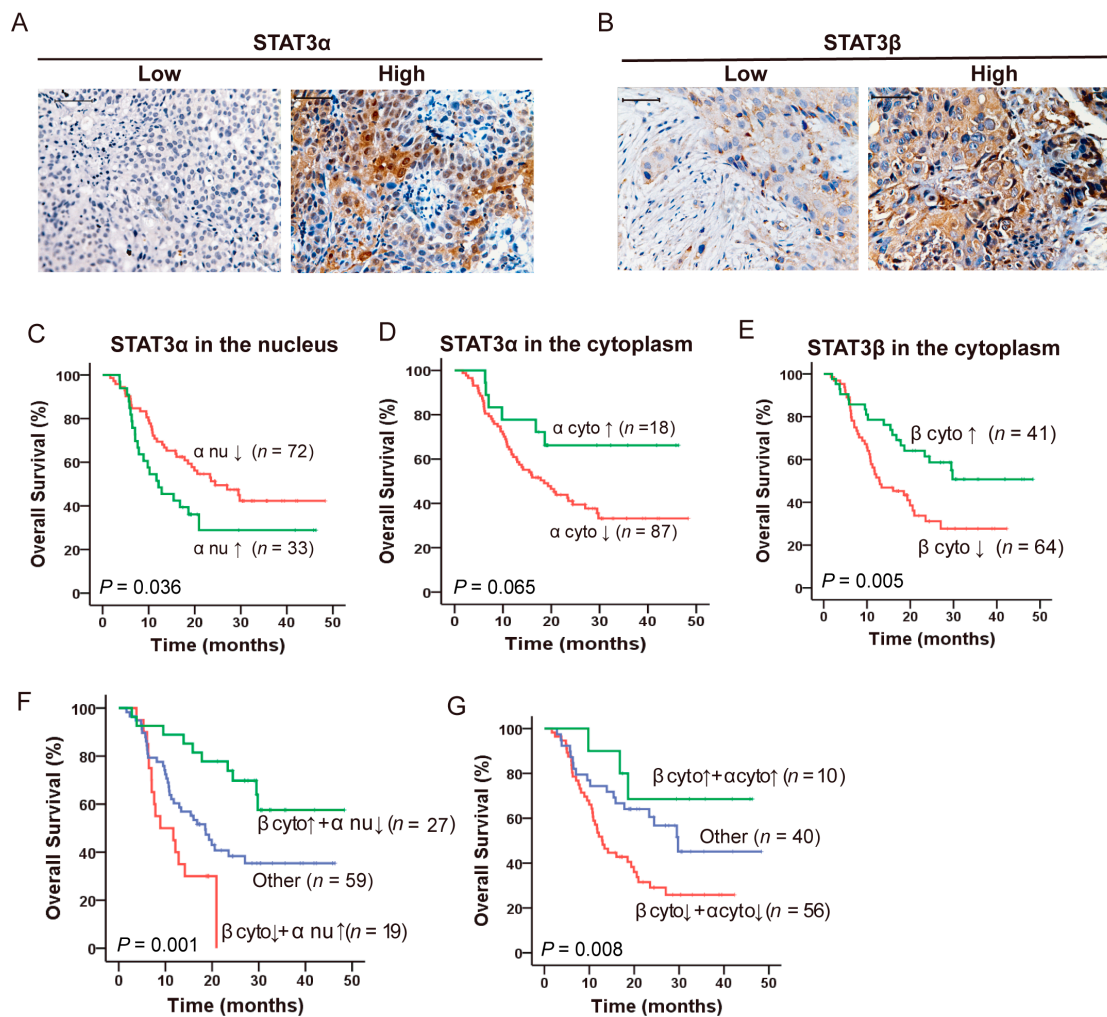 A
STAT3α
Low
High
B
STAT3β
Low
High
C
STAT3α in the nucleus
Overall Survival (%)
100
80
60
40
20
0
α nu ↓ (n = 72)
α nu ↑ (n = 33)
P = 0.036
0 10 20 30 40 50
Time (months)
D
STAT3α in the cytoplasm
Overall Survival (%)
100
80
60
40
20
0
α cyto ↑ (n =18)
α cyto ↓ (n = 87)
P = 0.065
0 10 20 30 40 50
Time (months)
E
STAT3β in the cytoplasm
Overall Survival (%)
100
80
60
40
20
0
β cyto ↑ (n = 41)
β cyto ↓ (n = 64)
P = 0.005
0 10 20 30 40 50
Time (months)
F
Overall Survival (%)
100
80
60
40
20
0
β cyto↑+α nu↓ (n = 27)
Other (n = 59)
β cyto↓+ α nu ↑(n = 19)
P = 0.001
0 10 20 30 40 50
Time (months)
G
Overall Survival (%)
100
80
60
40
20
0
β cyto↑+αcyto↑ (n = 10)
Other (n = 40)
β cyto↓+αcyto↓(n = 56)
P = 0.008
0 10 20 30 40 50
Time (months)